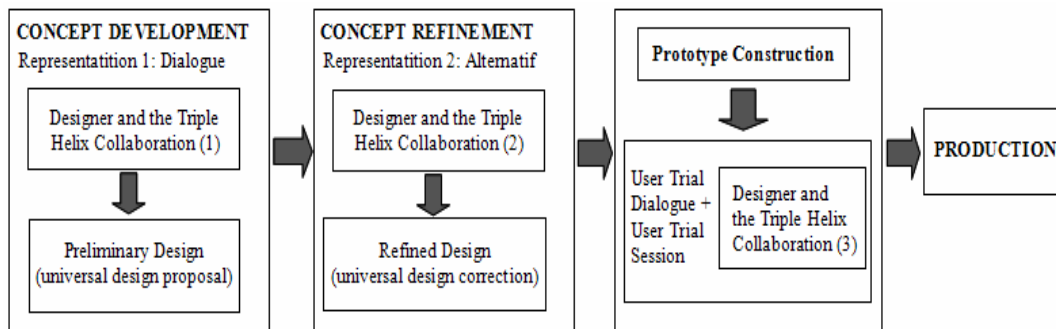 CONCEPT DEVELOPMENT
Representatition 1: Dialogue
Designer and the Triple
Helix Collaboration (1)
Preliminary Design
(universal design proposal)
CONCEPT REFINEMENT
Representatition 2: Alternatif
Designer and the Triple
Helix Collaboration (2)
Refined Design
(universal design correction)
Prototype Construction
User Trial
Dialogue +
User Trial
Session
Designer and
the Triple Helix
Collaboration (3)
PRODUCTION